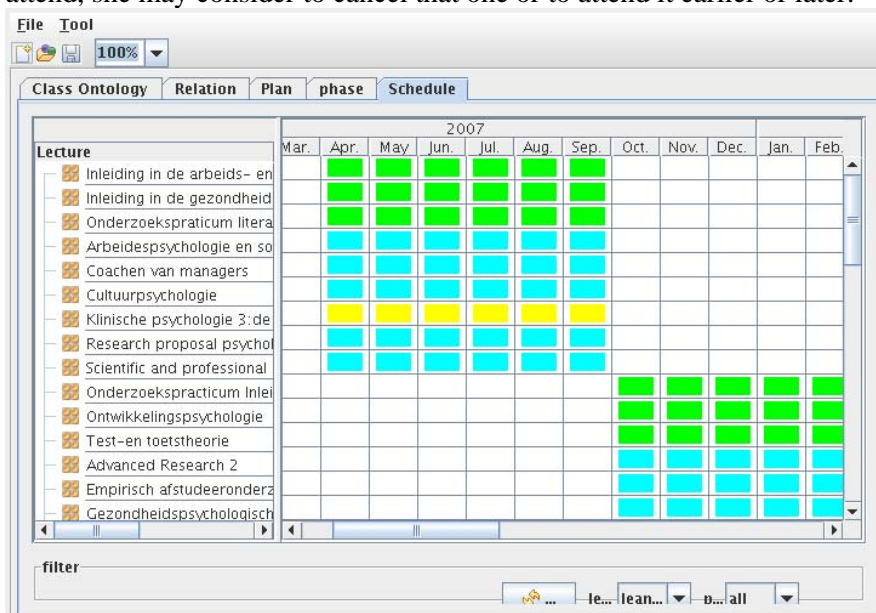 attend, she may consider to cancel that one or to attend it earlier or later.
File Tool
100%
Class Ontology Relation Plan phase Schedule
2007
Lecture Mar. Apr. May Jun. Jul. Aug. Sep. Oct. Nov. Dec. Jan. Feb.
Inleiding in de arbeids- en
Inleiding in de gezondheid
Onderzoekspraticum litera
Arbeidespsychologie en so
Coachen van managers
Cultuurpsychologie
Klinische psychologie 3:de
Research proposal psychol
Scientific and professional
Onderzoekspracticum Inlei
Ontwikkelingspsychologie
Test-en toetstheorie
Advanced Research 2
Empirisch afstudeeronderz
Gezondheidspsychologisch
filter
... le... lean... p... all